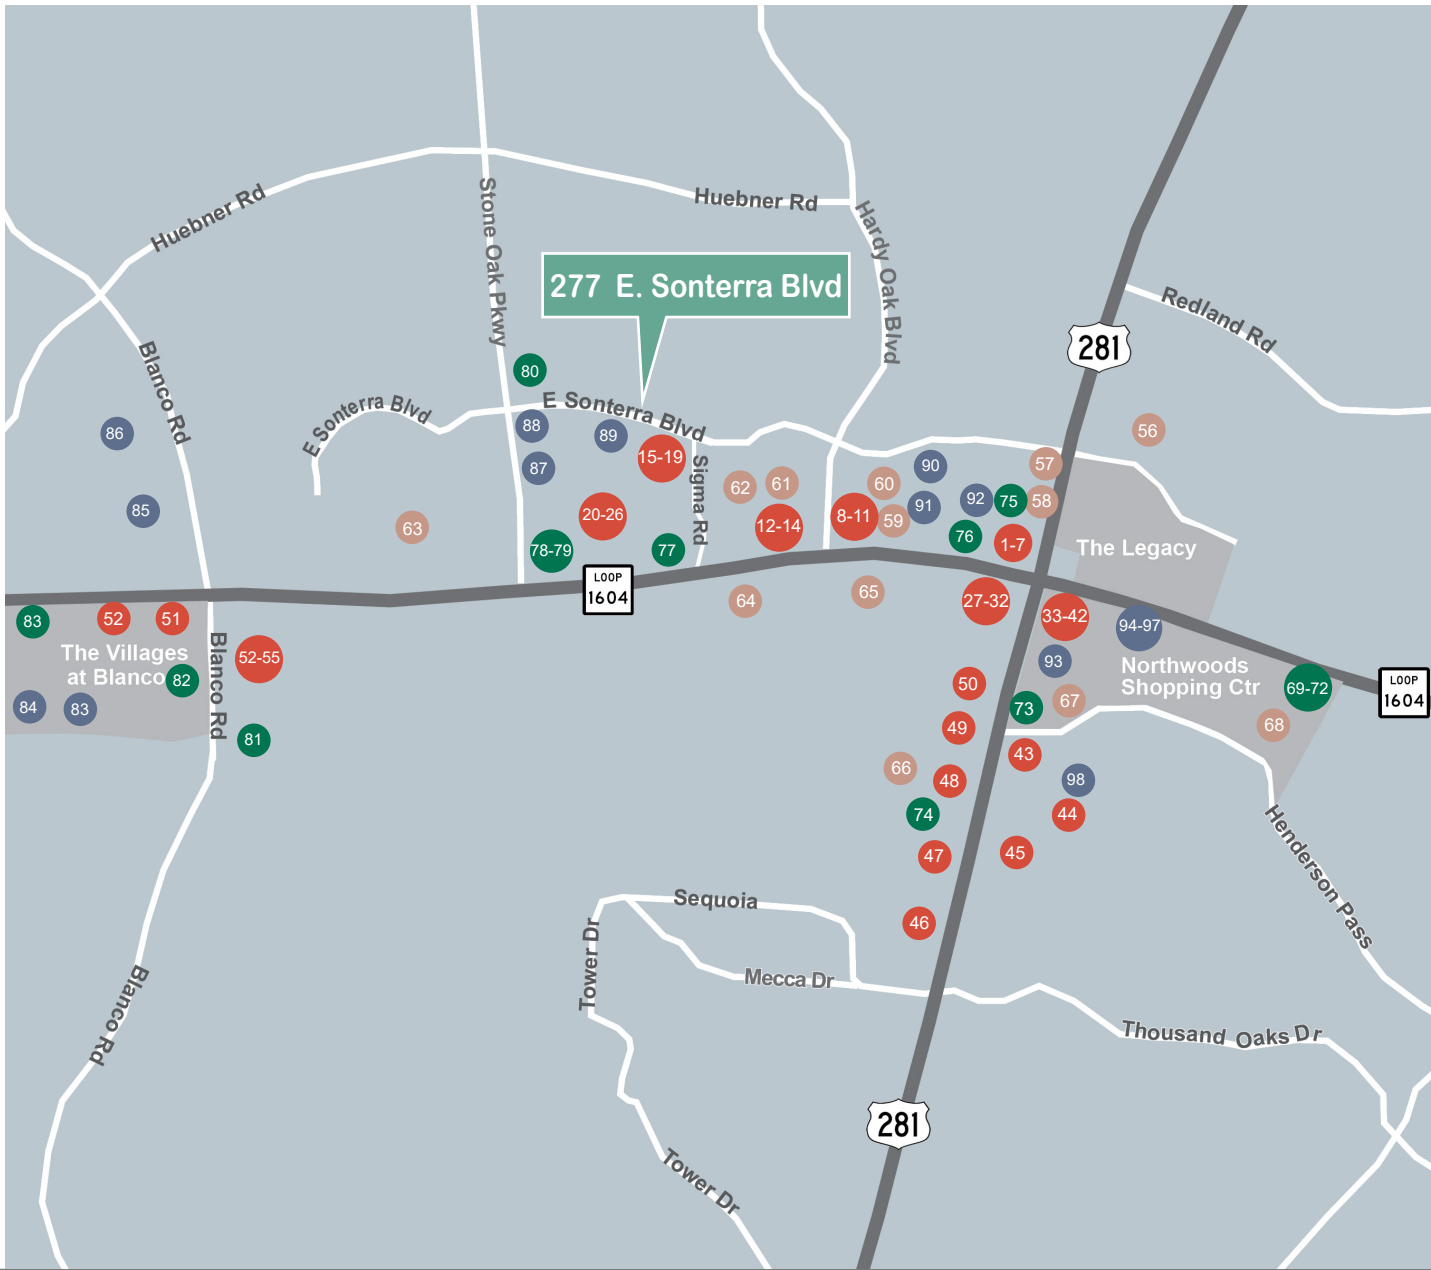 Huebner Rd
Huebner Rd
Stone Oak Pkwy
Hardy Oak Blvd
277 E. Sonterra Blvd
Redland Rd
281
Blanco Rd
80
E Sonterra Blvd
E Sonterra Blvd
86
88
89
87
15-19
Sigma Rd
56
57
90
60
61
62
92
75
58
91
59
8-11
85
20-26
12-14
63
76
1-7
The Legacy
78-79
77
LOOP
1604
65
64
27-32
33-42
94-97
83
52
51
The Villages
at Blanco
82
84
83
Blanco Rd
52-55
81
93
Northwoods
Shopping Ctr
69-72
LOOP
1604
50
73
67
68
49
43
66
48
98
74
44
47
45
46
Henderson Pass
Sequoia
Tower Dr
Mecca Dr
Blanco Rd
Thousand Oaks Dr
281
Tower Dr